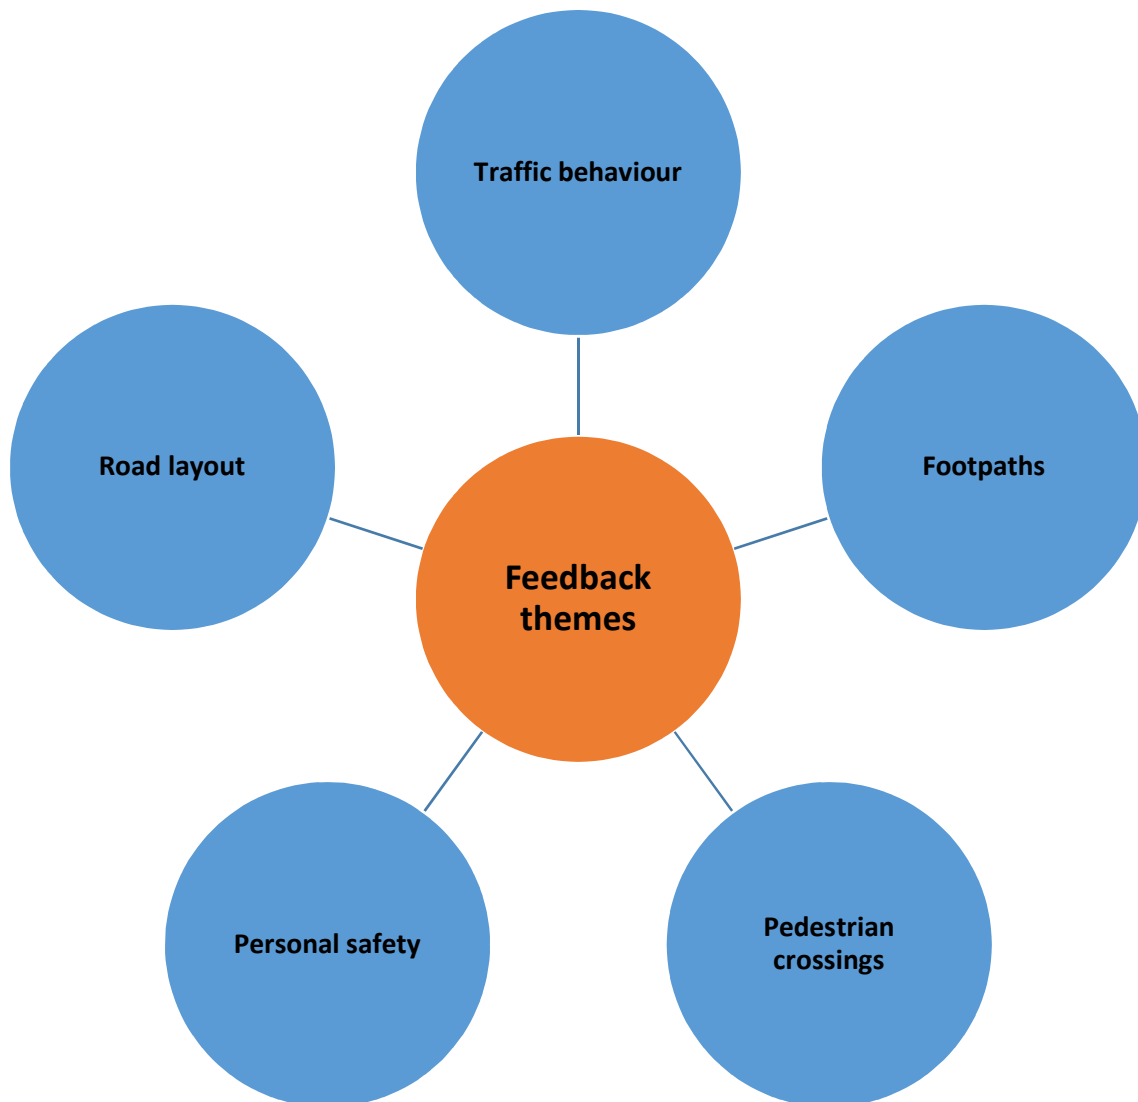 Traffic behaviour
Road layout
Footpaths
Feedback
themes
Personal safety
Pedestrian
crossings